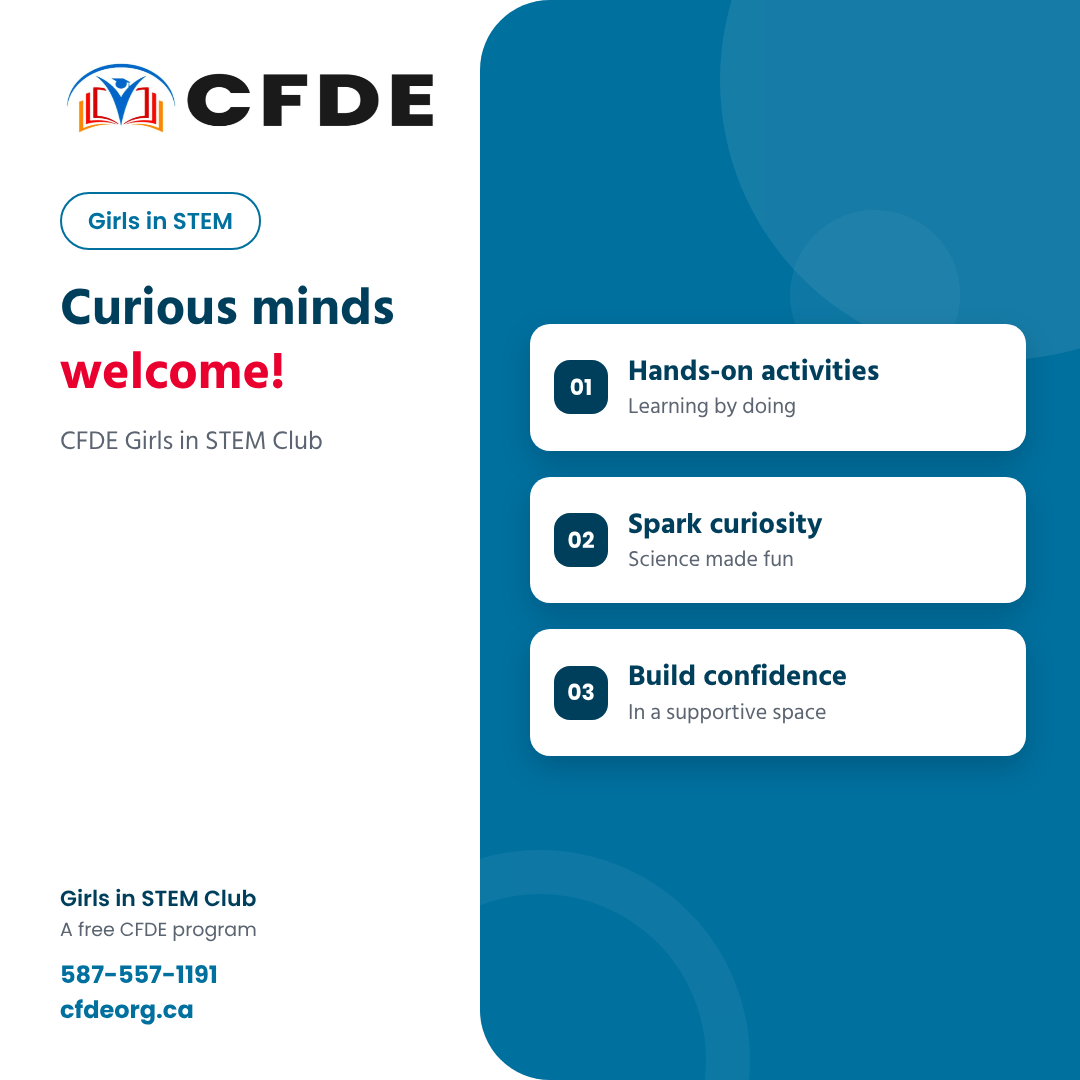 CFDE
Girls in STEM
Curious minds
welcome!
CFDE Girls in STEM Club
01
Hands-on activities
Learning by doing
02
Spark curiosity
Science made fun
03
Build confidence
In a supportive space
Girls in STEM Club
A free CFDE program
587-557-1191
cfdeorg.ca